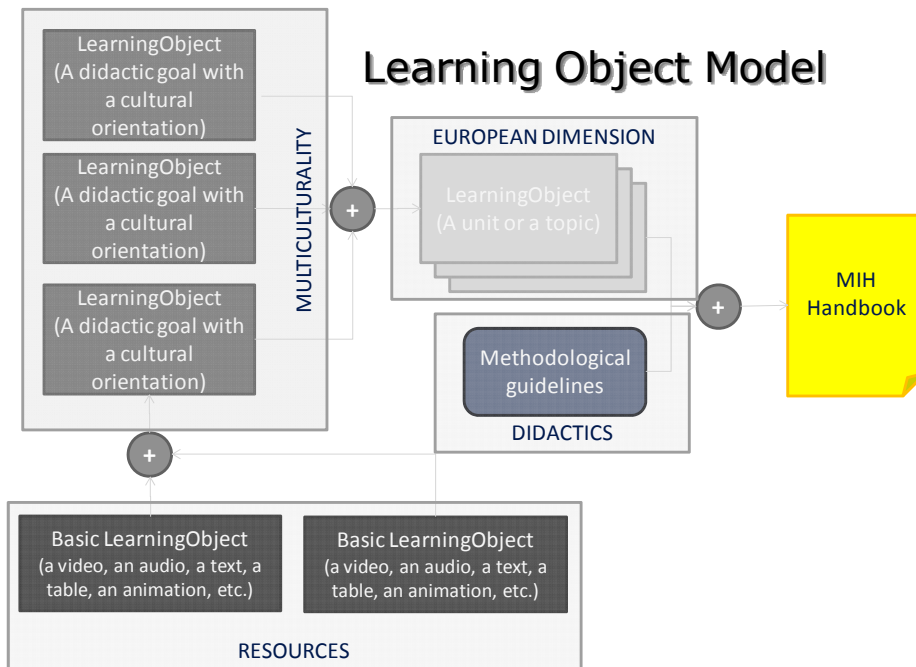 Learning Object Model
LearningObject
(A didactic goal with
a cultural
orientation)
LearningObject
(A didactic goal with
a cultural
orientation)
LearningObject
(A didactic goal with
a cultural
orientation)
MULTICULTURALITY
+
EUROPEAN DIMENSION
LearningObject
(A unit or a topic)
+
MIH
Handbook
Methodological
guidelines
DIDACTICS
+
Basic LearningObject
(a video, an audio, a text, a
table, an animation, etc.)
Basic LearningObject
(a video, an audio, a text, a
table, an animation, etc.)
RESOURCES